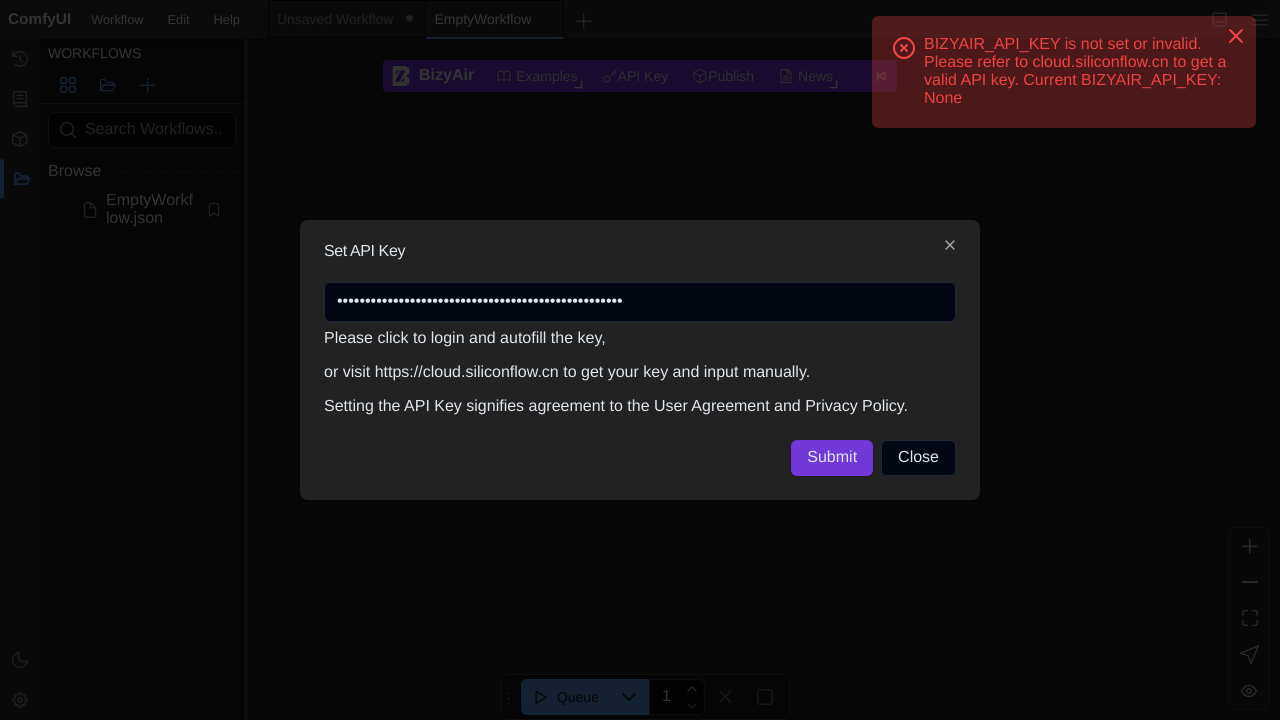 ComfyUI Workflow Edit Help Unsaved Workflow EmptyWorkflow
WORKFLOWS
Search Workflows..
Browse
EmptyWorkf
low.json
BizyAir Examples API Key Publish News
BIZYAIR_API_KEY is not set or invalid.
Please refer to cloud.siliconflow.cn to get a
valid API key. Current BIZYAIR_API_KEY:
None
Set API Key
Please click to login and autofill the key,
or visit https://cloud.siliconflow.cn to get your key and input manually.
Setting the API Key signifies agreement to the User Agreement and Privacy Policy.
Submit Close
Queue 1